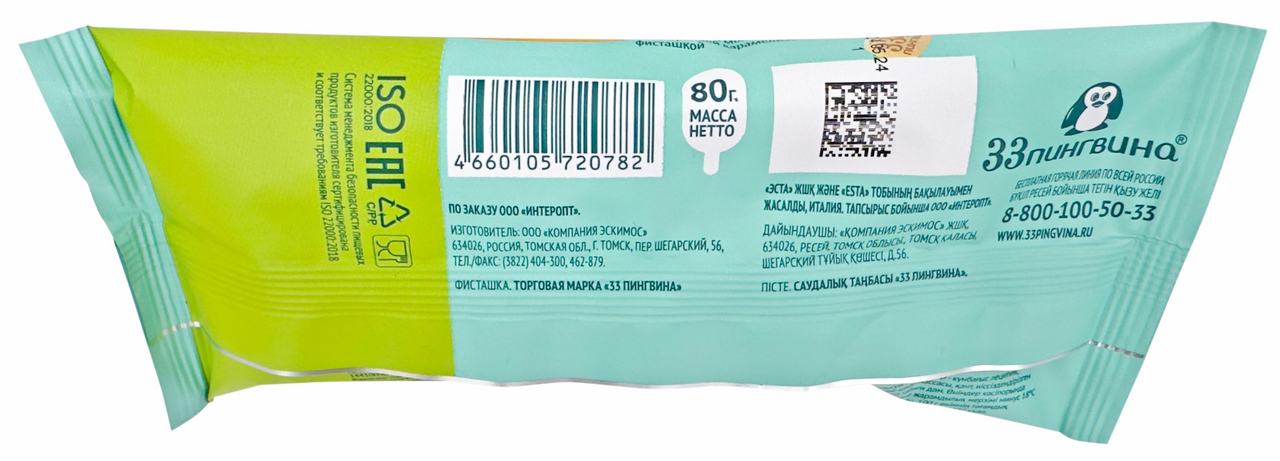 ISO
22000:2018
Система менеджмента безопасности пищевых
продуктов изготовителя сертифицирована
и соответствует требованиям ISO 22000:2018
EAC
C/PP
фисташкой и карамелью
4 660105 720782
80г.
МАССА
НЕТТО
ПО ЗАКАЗУ ООО «ИНТЕРОПТ».
ИЗГОТОВИТЕЛЬ: ООО «КОМПАНИЯ ЭСКИМОС»
634026, РОССИЯ, ТОМСКАЯ ОБЛ., Г. ТОМСК, ПЕР. ШЕГАРСКИЙ, 56,
ТЕЛ./ФАКС: (3822) 404-300, 462-879.
ФИСТАШКА. ТОРГОВАЯ МАРКА «33 ПИНГВИНА»
«ЭСТА» ЖШҚ ЖӘНЕ «ESTA» ТОБЫНЫҢ БАҚЫЛАУЫМЕН
ЖАСАЛДЫ, ИТАЛИЯ. ТАПСЫРЫС БОЙЫНША ООО «ИНТЕРОПТ».
ДАЙЫНДАУШЫ: «КОМПАНИЯ ЭСКИМОС» ЖШҚ,
634026, РЕСЕЙ, ТОМСК ОБЛЫСЫ, ТОМСК ҚАЛАСЫ,
ШЕГАРСКИЙ ТҰЙЫҚ КӨШЕСІ, Д.56.
ПІСТЕ. САУДАЛЫҚ ТАҢБАСЫ «33 ПИНГВИНА».
33 ПИНГВИНА®
БЕСПЛАТНАЯ ГОРЯЧАЯ ЛИНИЯ ПО ВСЕЙ РОССИИ
БҮКІЛ РЕСЕЙ БОЙЫНША ТЕГІН ҚЫЗУ ЖЕЛІ
8-800-100-50-33
WWW.33PINGVINA.RU